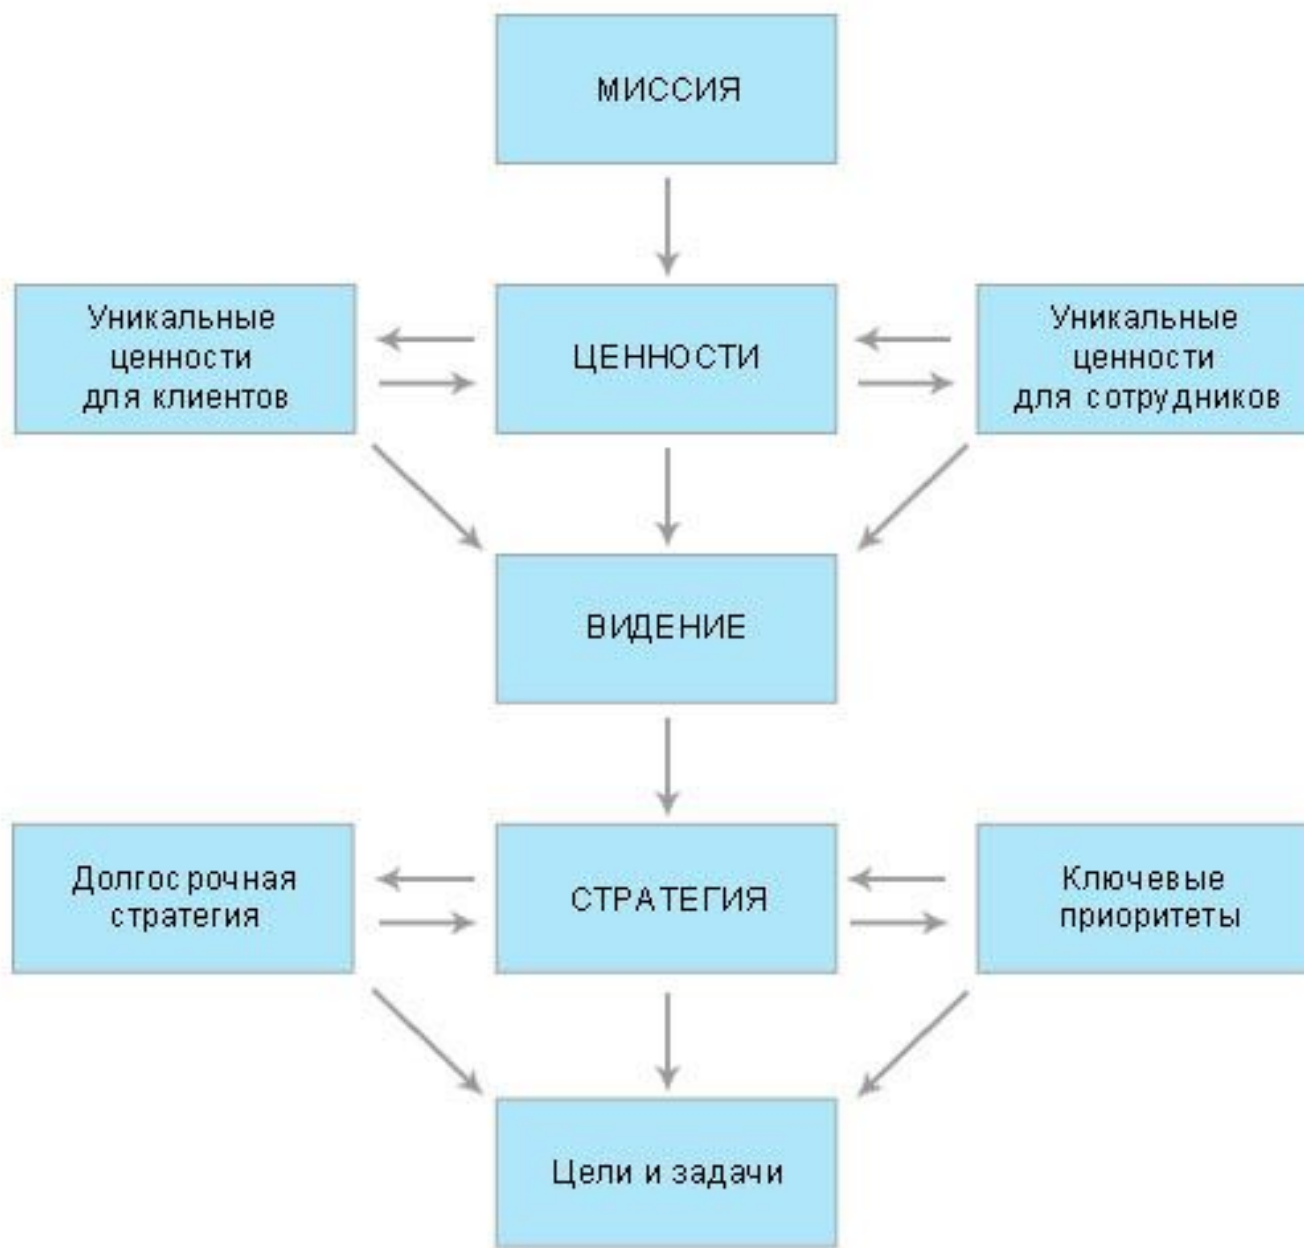 МИССИЯ
Уникальные
ценности
для клиентов
ЦЕННОСТИ
Уникальные
ценности
для сотрудников
ВИДЕНИЕ
Долгосрочная
стратегия
СТРАТЕГИЯ
Ключевые
приоритеты
Цели и задачи